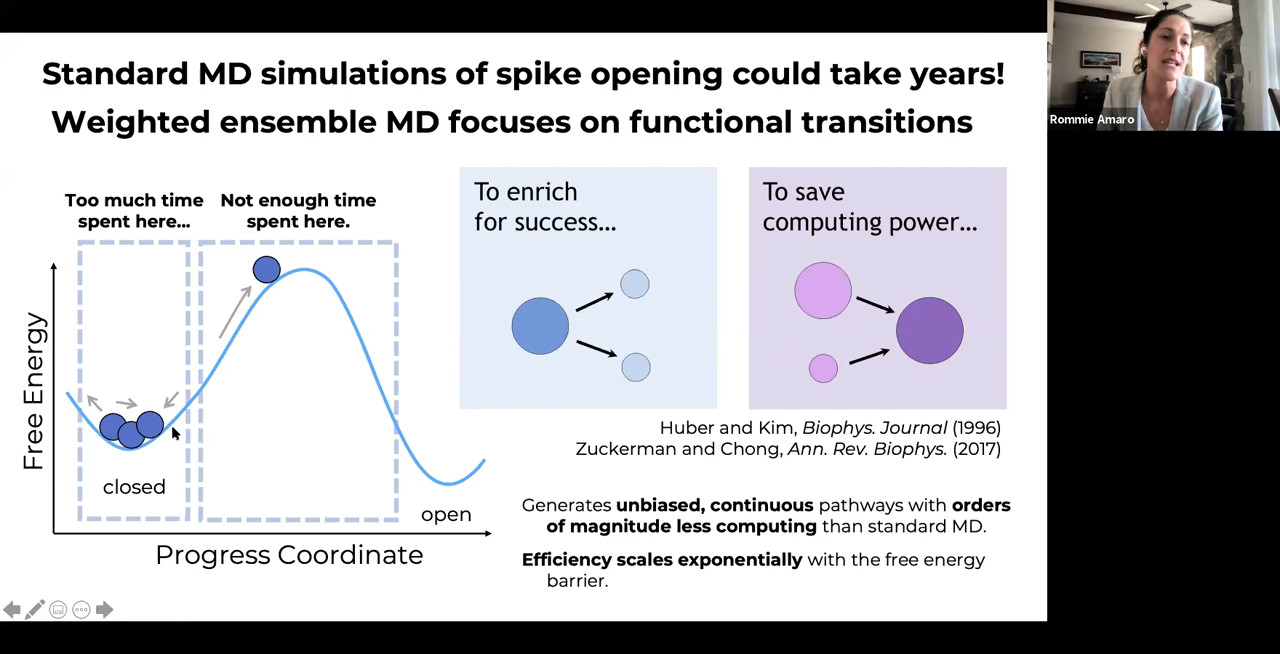 Standard MD simulations of spike opening could take years!
Weighted ensemble MD focuses on functional transitions
Too much time
spent here...
Not enough time
spent here.
Free Energy
closed
open
Progress Coordinate
To enrich
for success...
To save
computing power...
Huber and Kim, Biophys. Journal (1996)
Zuckerman and Chong, Ann. Rev. Biophys. (2017)
Generates unbiased, continuous pathways with orders
of magnitude less computing than standard MD.
Efficiency scales exponentially with the free energy
barrier.
Rommie Amaro